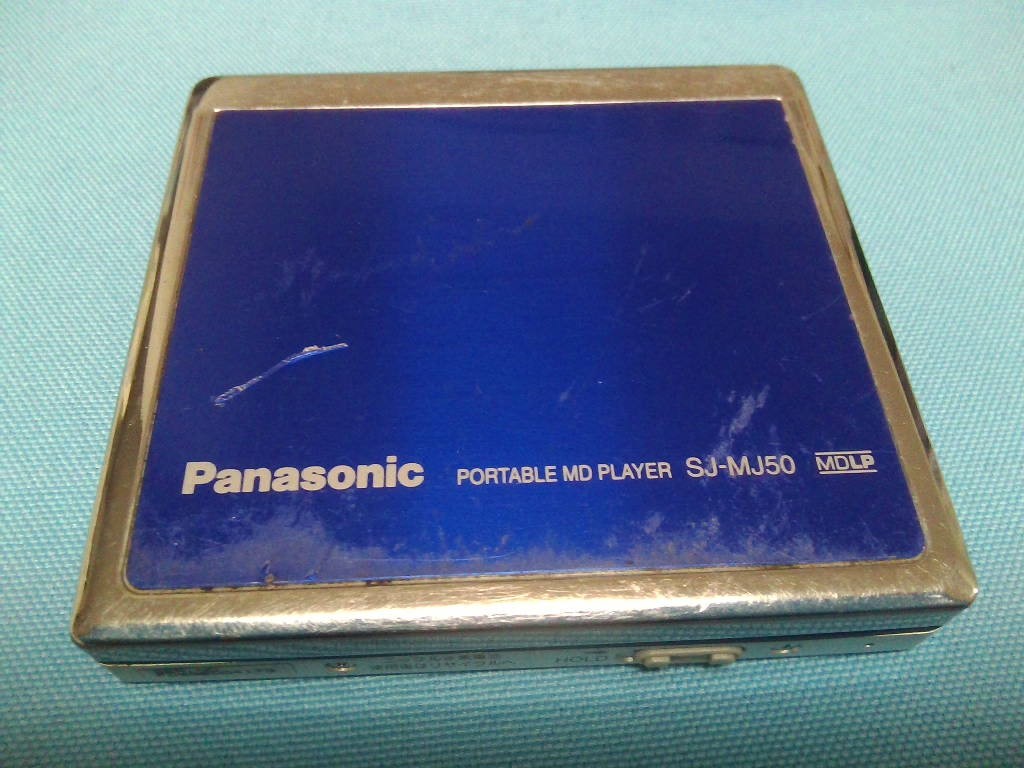 Panasonic PORTABLE MD PLAYER SJ-MJ50 MDLP
HOLD